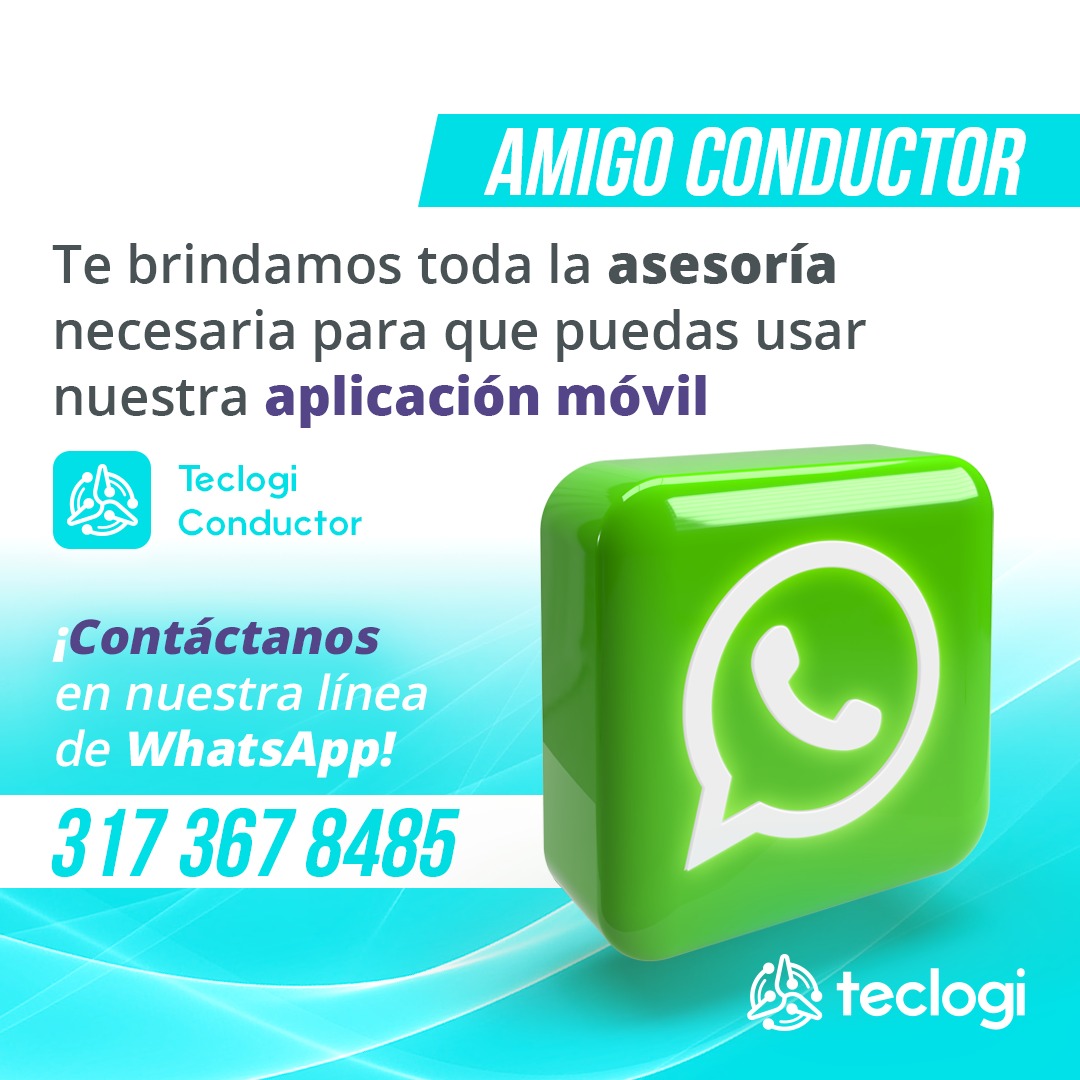 AMIGO CONDUCTOR
Te brindamos toda la asesoría
necesaria para que puedas usar
nuestra aplicación móvil
Teclogi
Conductor
¡Contáctanos
en nuestra línea
de WhatsApp!
317 367 8485
teclogi